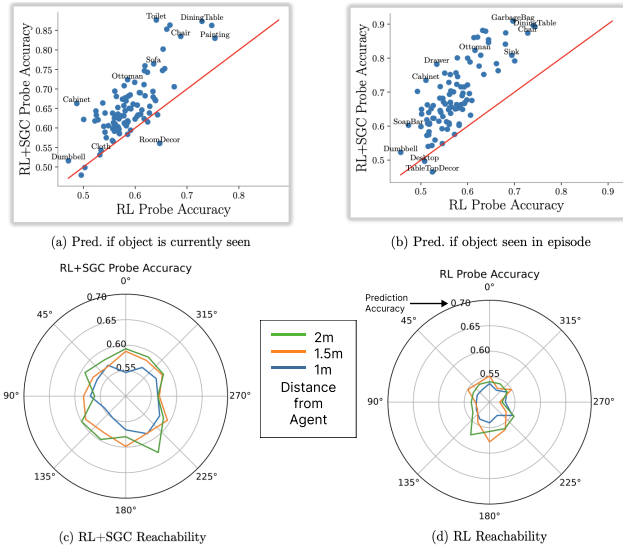 Toilet
DiningTable
Chair
Painting
Sofa
Ottoman
Cabinet
RoomDecor
Cloth
Dumbbell
0.85
0.80
0.75
0.70
0.65
0.60
0.55
0.50
RL+SGC Probe Accuracy
0.5 0.6 0.7 0.8
RL Probe Accuracy
(a) Pred. if object is currently seen
GarbageBag
DiningTable
Chair
Ottoman
Sink
Drawer
Cabinet
SoapBar
Dumbbell
Desktop
TableTopDecor
0.9
0.8
0.7
0.6
0.5
RL+SGC Probe Accuracy
0.5 0.6 0.7 0.8 0.9
RL Probe Accuracy
(b) Pred. if object seen in episode
RL+SGC Probe Accuracy
0°
45°
315°
90°
270°
135°
225°
180°
0.70
0.65
0.60
0.55
(c) RL+SGC Reachability
2m
1.5m
1m
Distance
from
Agent
RL Probe Accuracy
0°
Prediction
Accuracy
45°
315°
90°
270°
135°
225°
180°
0.70
0.65
0.60
0.55
(d) RL Reachability